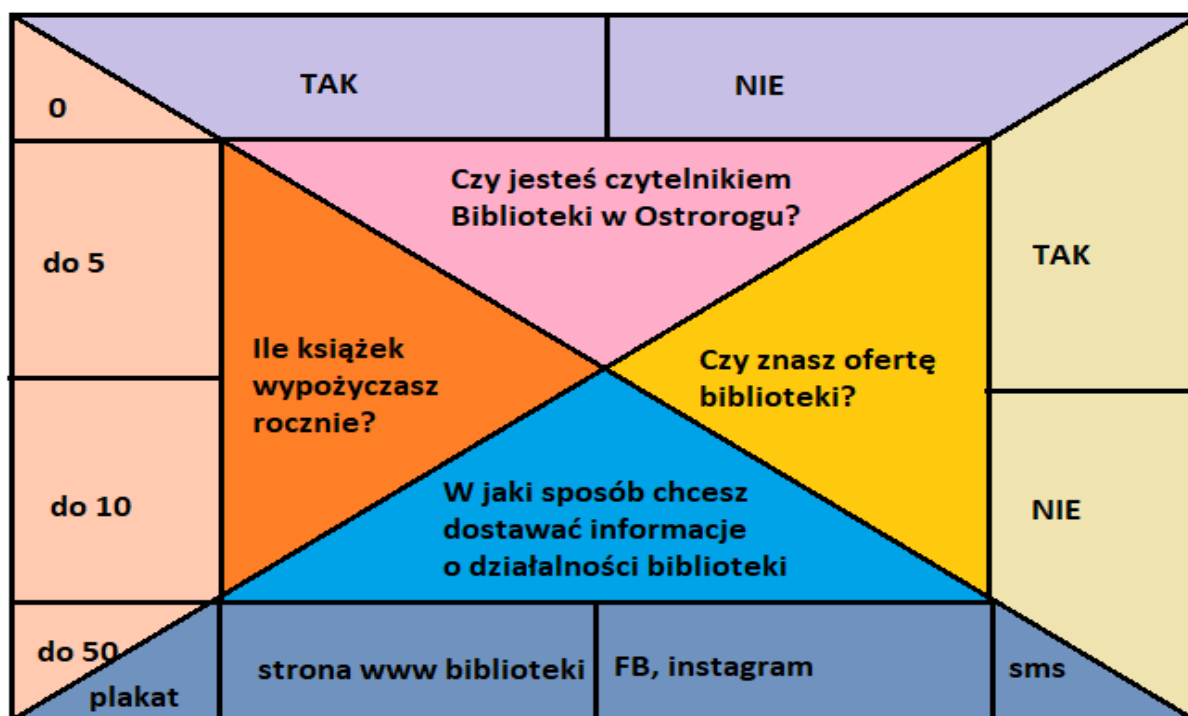 TAK
NIE
0
Czy jesteś czytelnikiem
Biblioteki w Ostrorogu?
do 5
TAK
Ile książek
wypożyczasz
rocznie?
Czy znasz ofertę
biblioteki?
do 10
NIE
W jaki sposób chcesz
dostawać informacje
o działalności biblioteki
do 50
plakat
strona www biblioteki
FB, instagram
sms